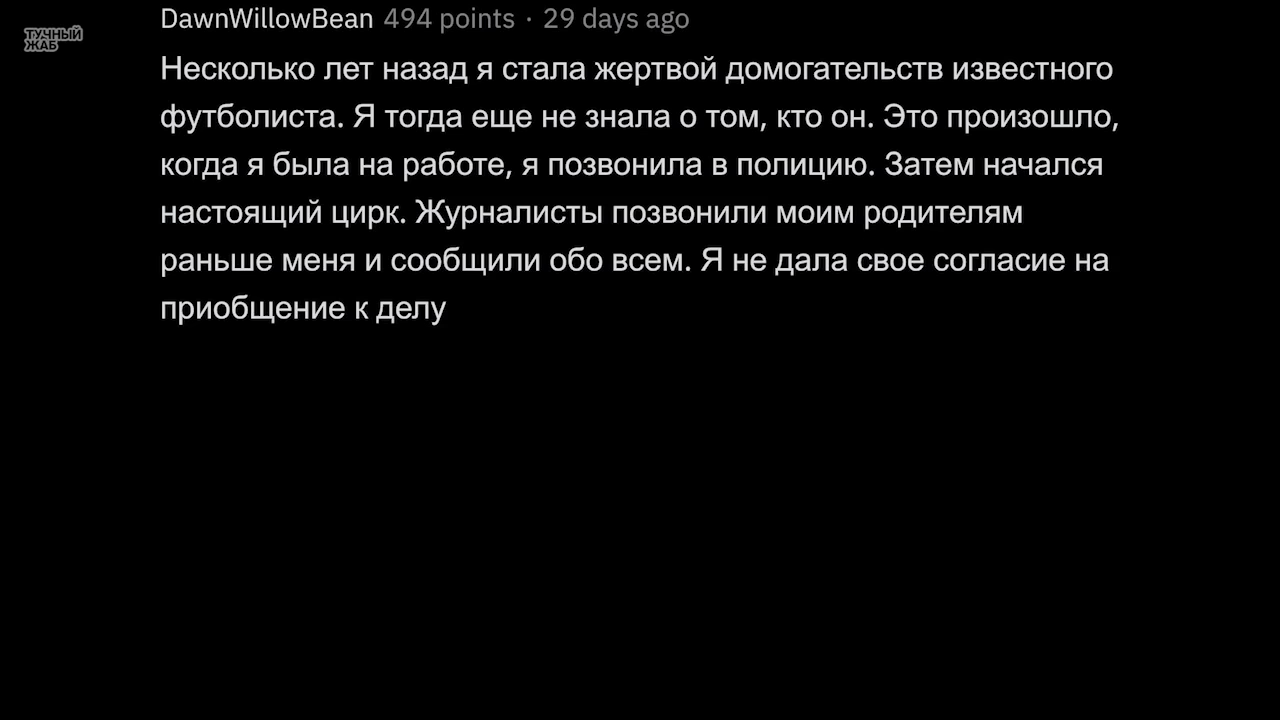 DawnWillowBean 494 points · 29 days ago
ТУЧНЫЙ
ЖАБ
Несколько лет назад я стала жертвой домогательств известного
футболиста. Я тогда еще не знала о том, кто он. Это произошло,
когда я была на работе, я позвонила в полицию. Затем начался
настоящий цирк. Журналисты позвонили моим родителям
раньше меня и сообщили обо всем. Я не дала свое согласие на
приобщение к делу